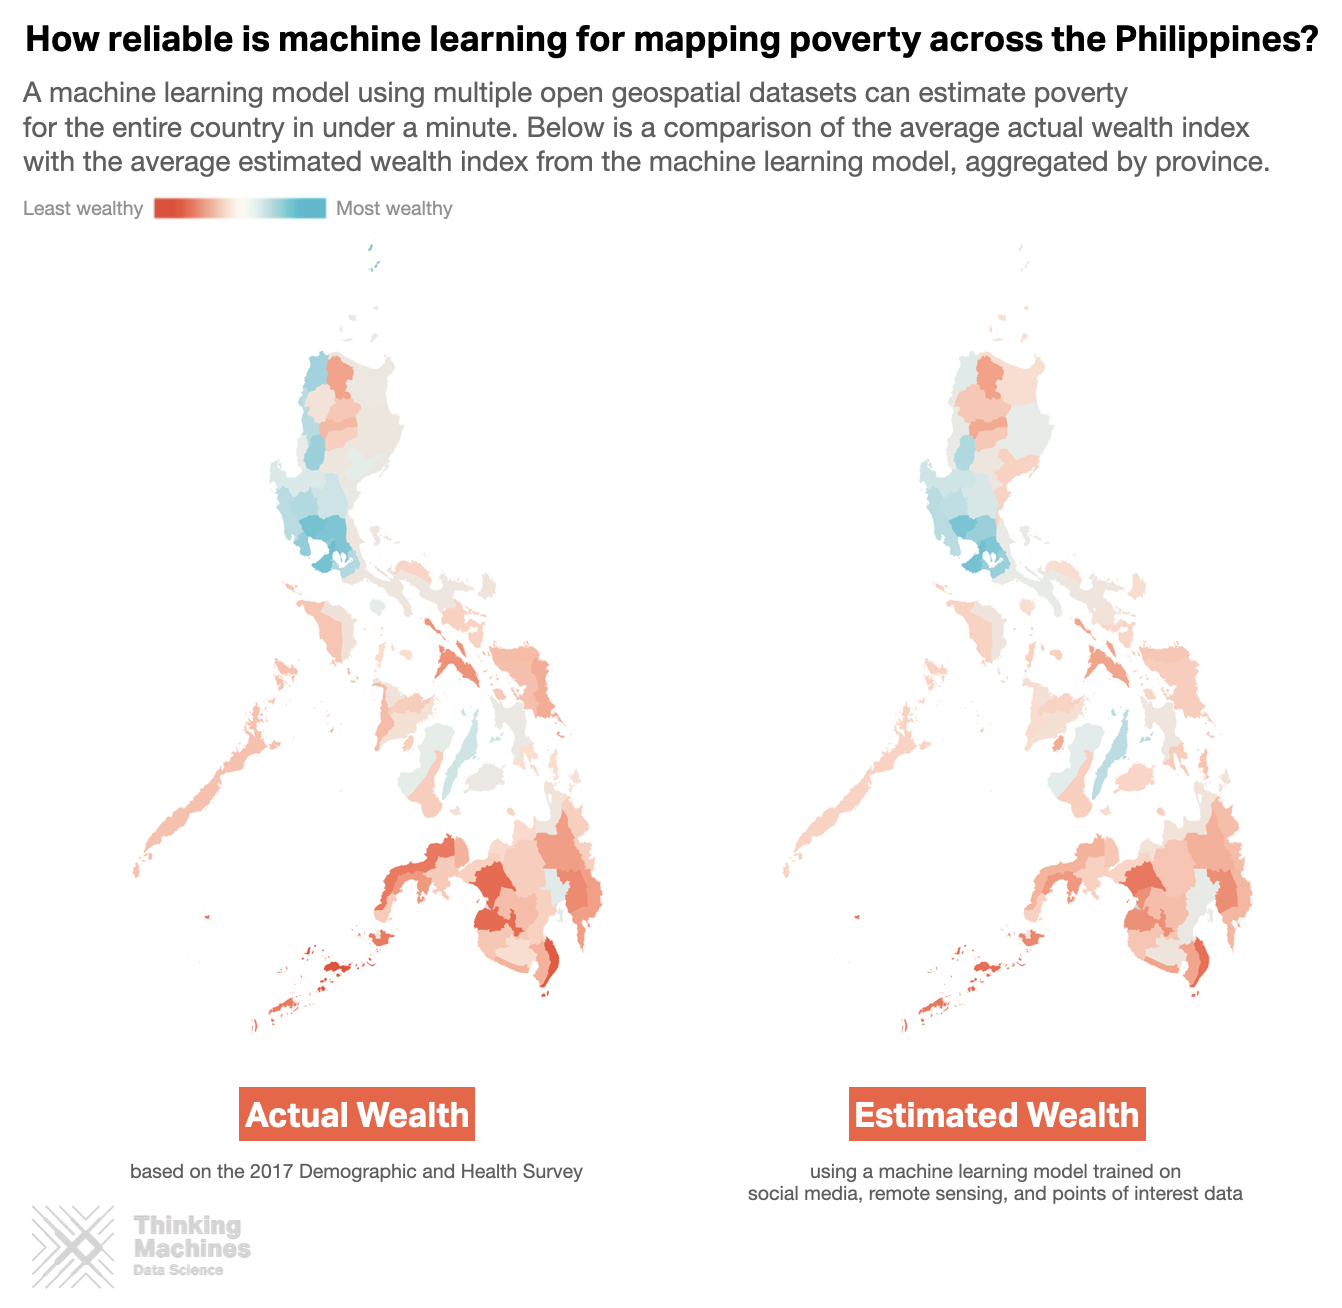 How reliable is machine learning for mapping poverty across the Philippines?
A machine learning model using multiple open geospatial datasets can estimate poverty
for the entire country in under a minute. Below is a comparison of the average actual wealth index
with the average estimated wealth index from the machine learning model, aggregated by province.
Least wealthy Most wealthy
Actual Wealth
based on the 2017 Demographic and Health Survey
Estimated Wealth
using a machine learning model trained on
social media, remote sensing, and points of interest data
Thinking
Machines
Data Science